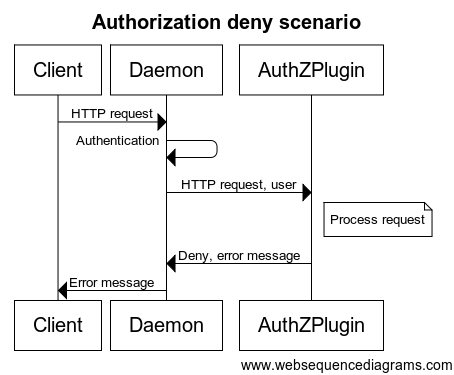 Authorization deny scenario
Client
Daemon
AuthZPlugin
HTTP request
Authentication
HTTP request, user
Process request
Deny, error message
Error message
Client
Daemon
AuthZPlugin
www.websequencediagrams.com